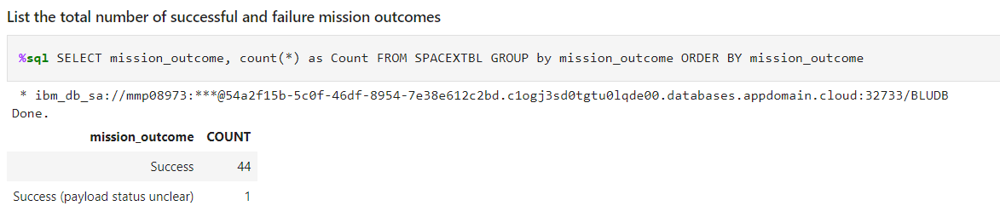 List the total number of successful and failure mission outcomes
%sql SELECT mission_outcome, count(*) as Count FROM SPACEXTBL GROUP by mission_outcome ORDER BY mission_outcome
* ibm_db_sa://mmp08973:***@54a2f15b-5c0f-46df-8954-7e38e612c2bd.c1ogj3sd0tgtu0lqde00.databases.appdomain.cloud:32733/BLUDB
Done.
mission_outcome COUNT
Success 44
Success (payload status unclear) 1